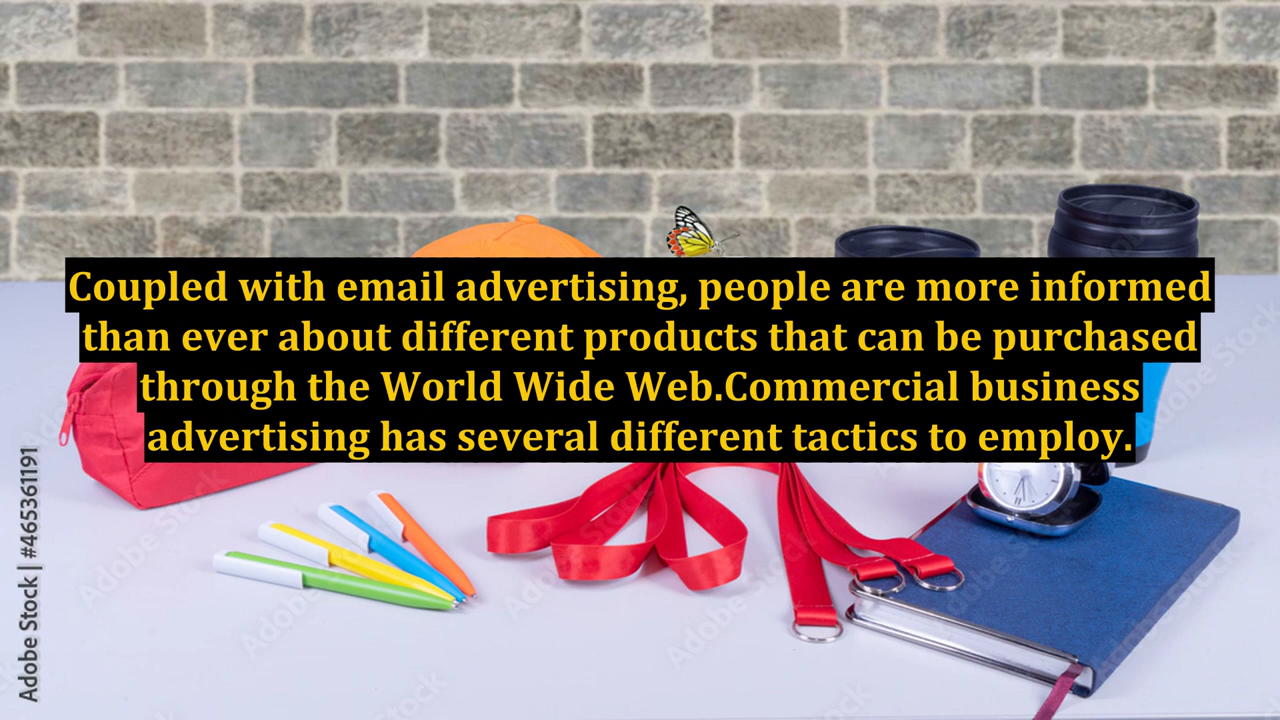 Coupled with email advertising, people are more informed
than ever about different products that can be purchased
through the World Wide Web.Commercial business
advertising has several different tactics to employ.
Adobe Stock | #465361191